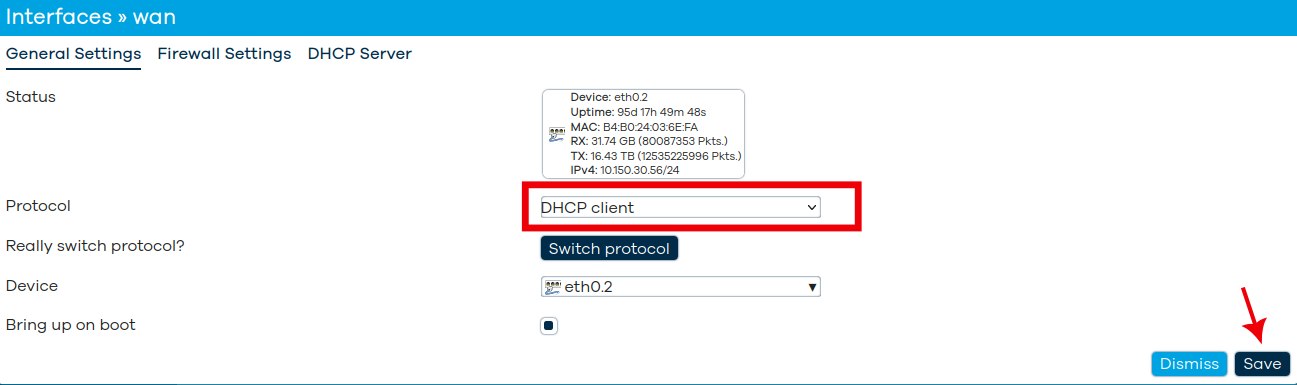 Interfaces » wan
General Settings Firewall Settings DHCP Server
Status
Device: eth0.2
Uptime: 95d 17h 49m 48s
MAC: B4:B0:24:03:6E:FA
RX: 31.74 GB (80087353 Pkts.)
TX: 16.43 TB (12535225996 Pkts.)
IPv4: 10.150.30.56/24
Protocol DHCP client
Really switch protocol? Switch protocol
Device eth0.2
Bring up on boot
Dismiss Save